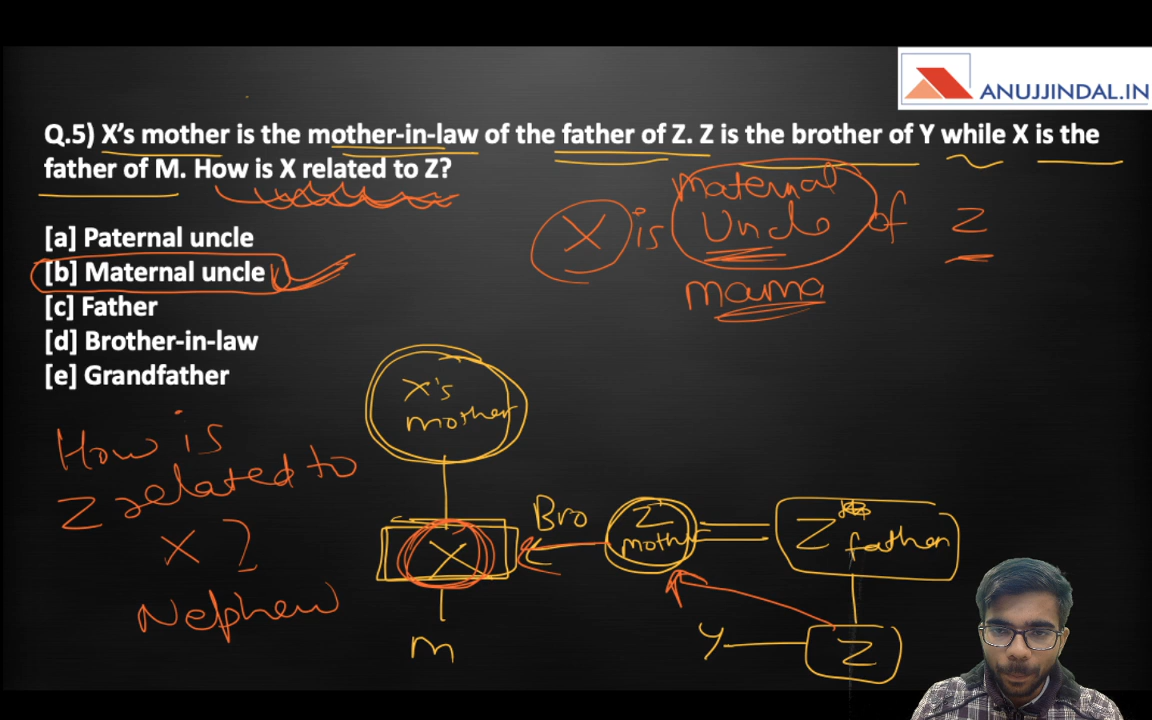 ANUJJINDAL.IN
Q.5) X’s mother is the mother-in-law of the father of Z. Z is the brother of Y while X is the
father of M. How is X related to Z?
[a] Paternal uncle
[b] Maternal uncle
[c] Father
[d] Brother-in-law
[e] Grandfather
X is maternal
Uncle of Z
mama
X's
mother
How is
Z related to
X ?
Nephew
X
Bro
Z
moth
Z father
m
Y
Z